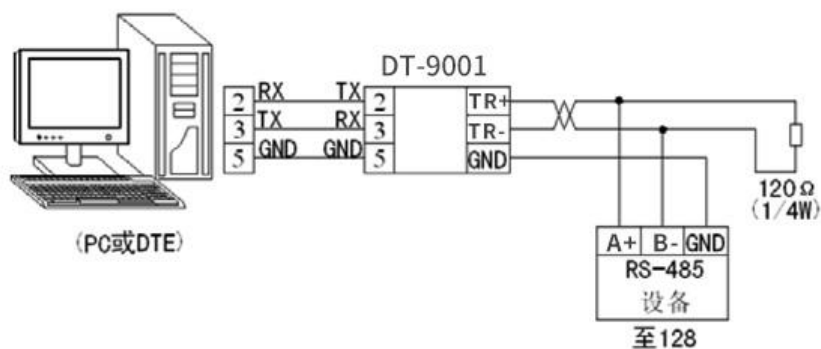 DT-9001
2 RX TX 2 TR+
3 TX RX 3 TR-
5 GND GND 5 GND
120Ω
(1/4W)
(PC或DTE)
A+ B- GND
RS-485
设备
至128